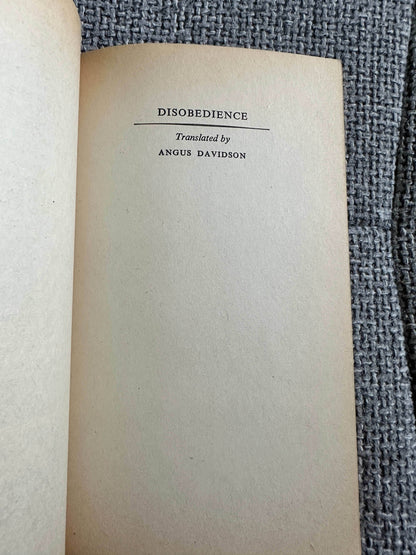 DISOBEDIENCE
Translated by
ANGUS DAVIDSON